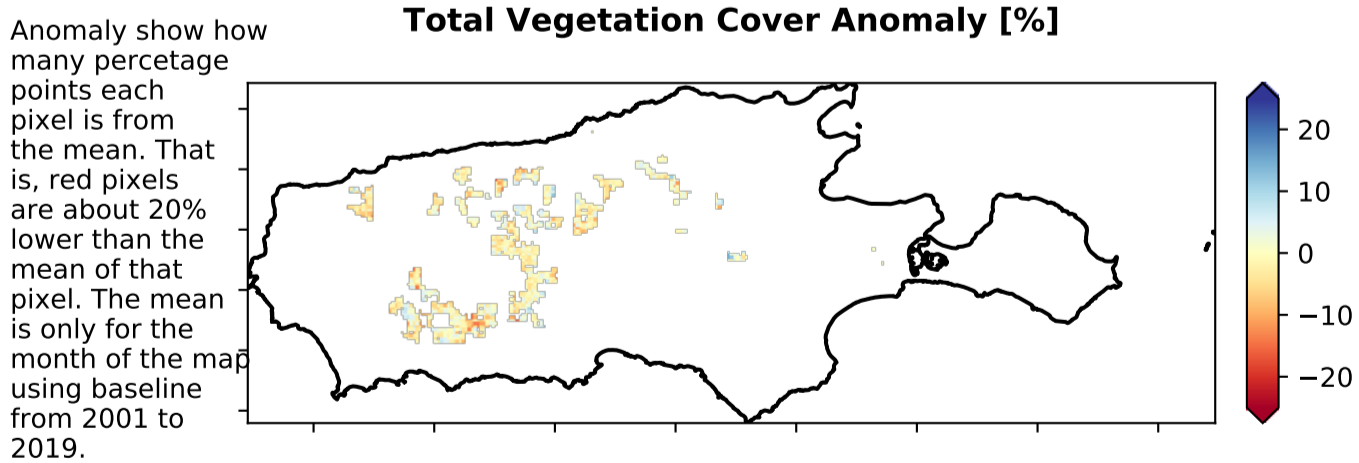 Total Vegetation Cover Anomaly [%]
Anomaly show how
many percetage
points each
pixel is from
the mean. That
is, red pixels
are about 20%
lower than the
mean of that
pixel. The mean
is only for the
month of the map
using baseline
from 2001 to
2019.
20
10
0
−10
−20